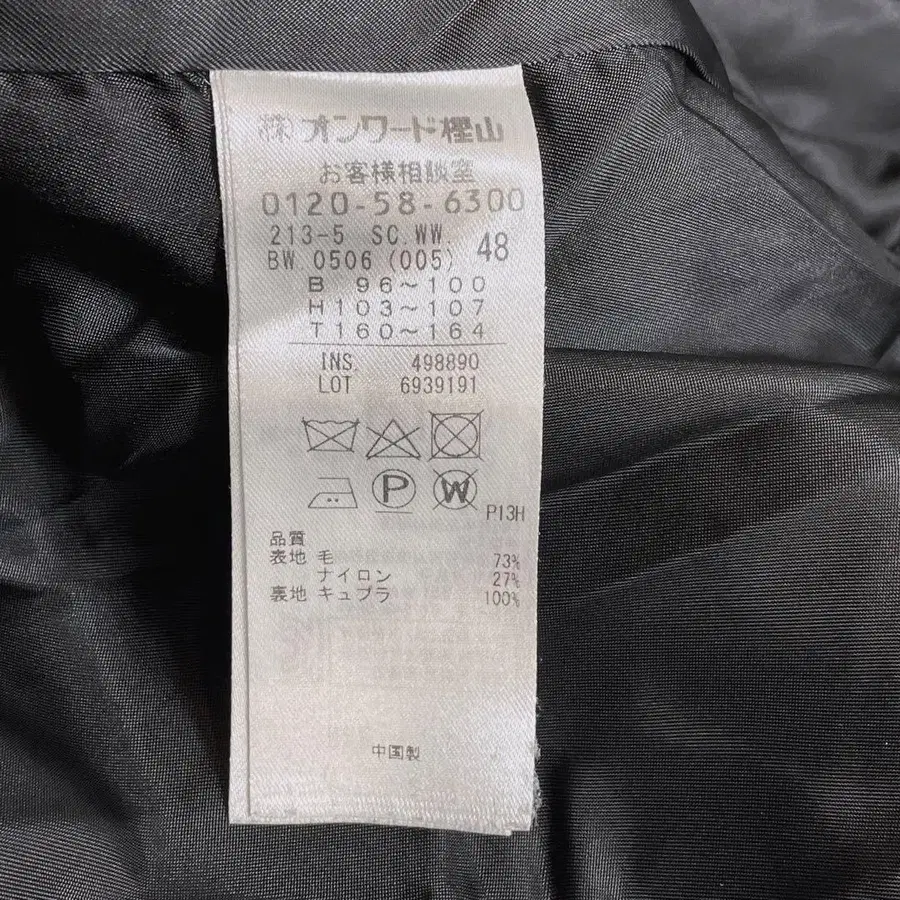 ㈱オンワード樫山
お客様相談室
0120-58-6300
213-5 SC.WW. 48
BW.0506 (005)
B 96~100
H103~107
T160~164
INS. 498890
LOT 6939191
P W
P13H
品質
表地 毛 73%
ナイロン 27%
裏地 キュプラ 100%
中国製